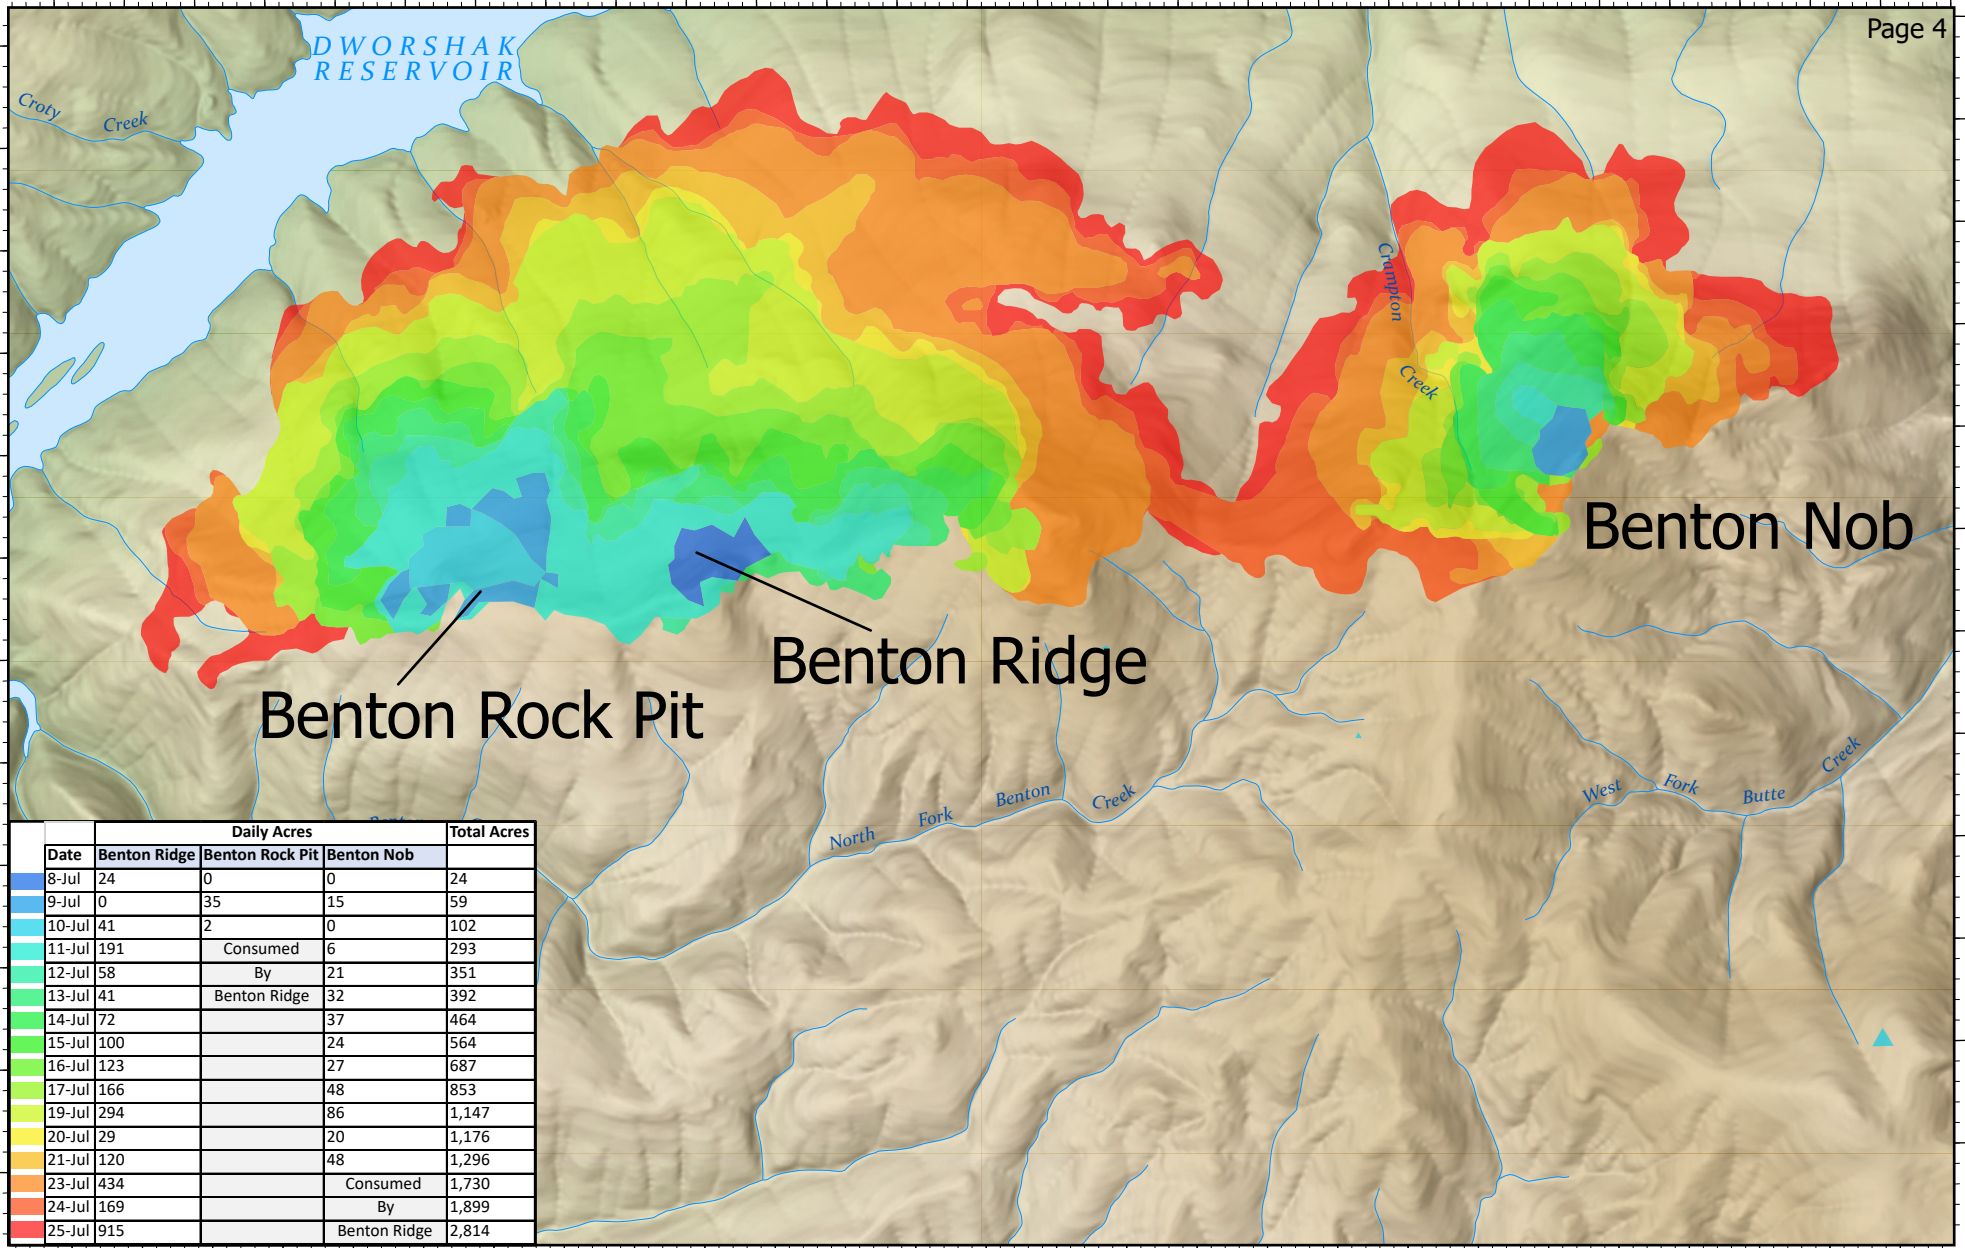 Page 4
DWORSHAK
RESERVOIR
Croty
Creek
Crampton
Creek
Benton Nob
Benton Ridge
Benton Rock Pit
North Fork Benton Creek
West Fork Butte Creek
Daily Acres Total Acres
Date Benton Ridge Benton Rock Pit Benton Nob
8-Jul 24 0 0 24
9-Jul 0 35 15 59
10-Jul 41 2 0 102
11-Jul 191 Consumed 6 293
12-Jul 58 By 21 351
13-Jul 41 Benton Ridge 32 392
14-Jul 72 37 464
15-Jul 100 24 564
16-Jul 123 27 687
17-Jul 166 48 853
19-Jul 294 86 1,147
20-Jul 29 20 1,176
21-Jul 120 48 1,296
23-Jul 434 Consumed 1,730
24-Jul 169 By 1,899
25-Jul 915 Benton Ridge 2,814